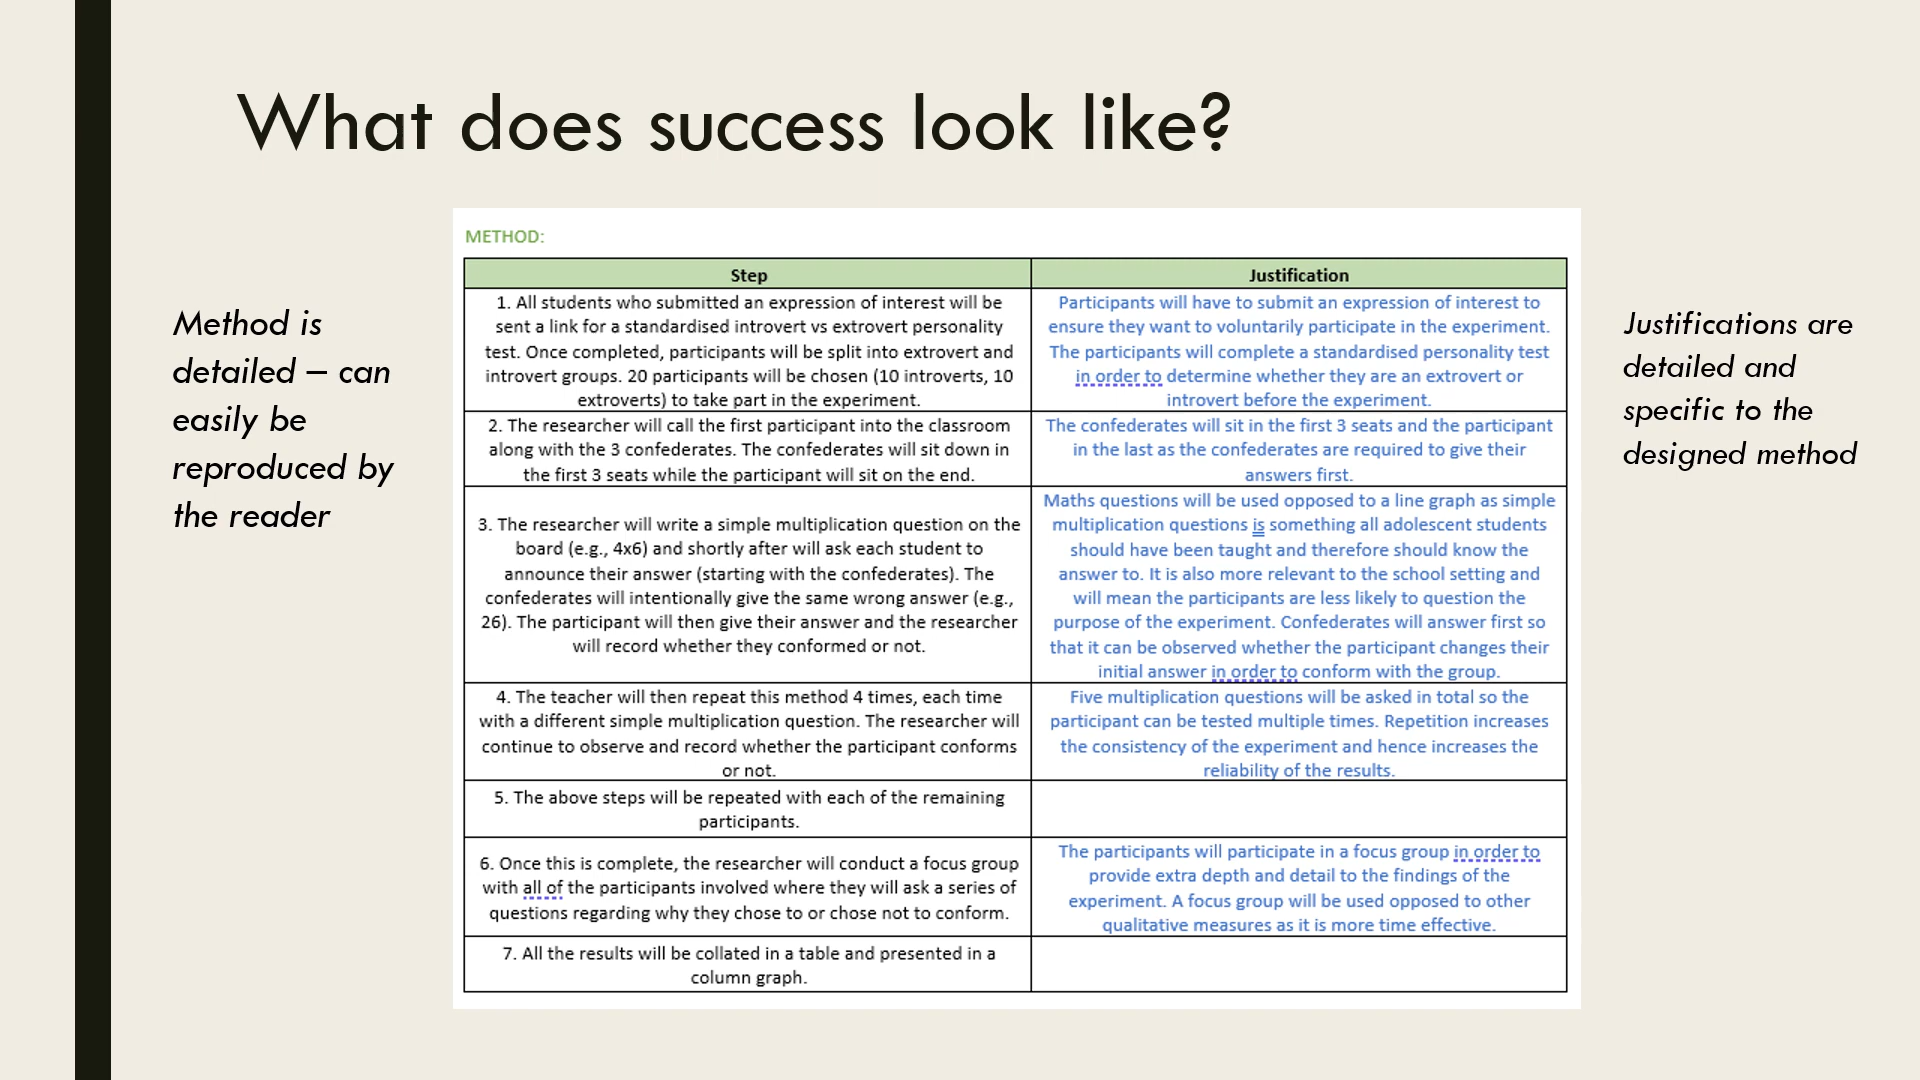 What does success look like?
Method is
detailed – can
easily be
reproduced by
the reader
METHOD:
Step
Justification
1. All students who submitted an expression of interest will be
sent a link for a standardised introvert vs extrovert personality
test. Once completed, participants will be split into extrovert and
introvert groups. 20 participants will be chosen (10 introverts, 10
extroverts) to take part in the experiment.
Participants will have to submit an expression of interest to
ensure they want to voluntarily participate in the experiment.
The participants will complete a standardised personality test
in order to determine whether they are an extrovert or
introvert before the experiment.
2. The researcher will call the first participant into the classroom
along with the 3 confederates. The confederates will sit down in
the first 3 seats while the participant will sit on the end.
The confederates will sit in the first 3 seats and the participant
in the last as the confederates are required to give their
answers first.
3. The researcher will write a simple multiplication question on the
board (e.g., 4x6) and shortly after will ask each student to
announce their answer (starting with the confederates). The
confederates will intentionally give the same wrong answer (e.g.,
26). The participant will then give their answer and the researcher
will record whether they conformed or not.
Maths questions will be used opposed to a line graph as simple
multiplication questions is something all adolescent students
should have been taught and therefore should know the
answer to. It is also more relevant to the school setting and
will mean the participants are less likely to question the
purpose of the experiment. Confederates will answer first so
that it can be observed whether the participant changes their
initial answer in order to conform with the group.
4. The teacher will then repeat this method 4 times, each time
with a different simple multiplication question. The researcher will
continue to observe and record whether the participant conforms
or not.
Five multiplication questions will be asked in total so the
participant can be tested multiple times. Repetition increases
the consistency of the experiment and hence increases the
reliability of the results.
5. The above steps will be repeated with each of the remaining
participants.
6. Once this is complete, the researcher will conduct a focus group
with all of the participants involved where they will ask a series of
questions regarding why they chose to or chose not to conform.
The participants will participate in a focus group in order to
provide extra depth and detail to the findings of the
experiment. A focus group will be used opposed to other
qualitative measures as it is more time effective.
7. All the results will be collated in a table and presented in a
column graph.
Justifications are
detailed and
specific to the
designed method